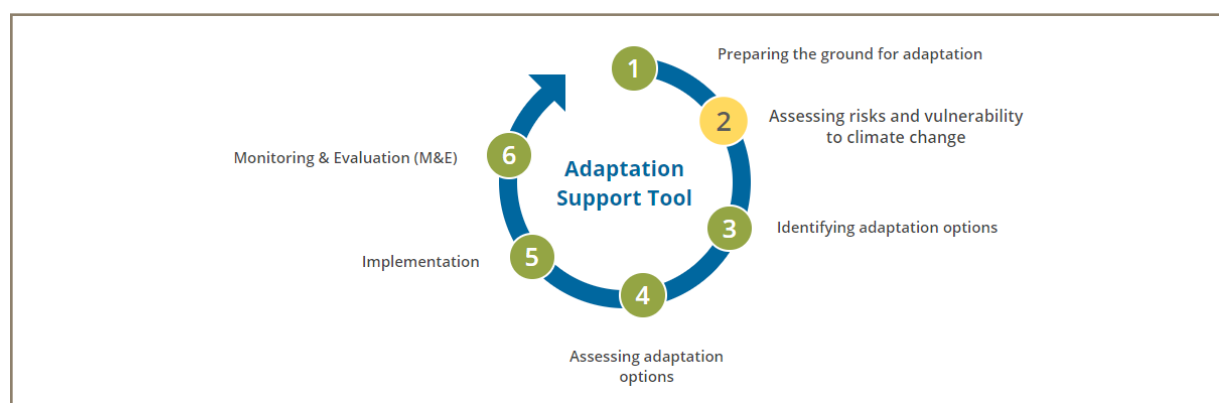 1
Preparing the ground for adaptation
2
Assessing risks and vulnerability
to climate change
3
Identifying adaptation options
4
Assessing adaptation
options
5
Implementation
6
Monitoring & Evaluation (M&E)
Adaptation
Support Tool